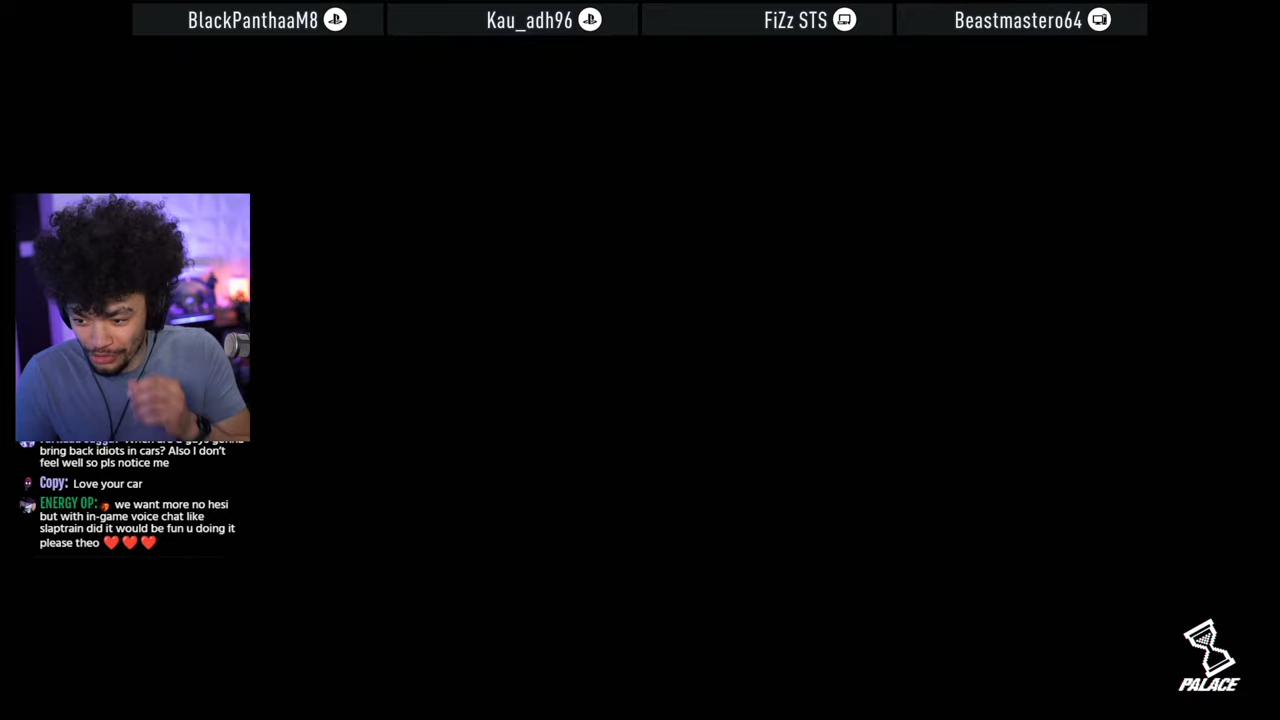 BlackPanthaaM8
Kau_adh96
FiZz STS
Beastmastero64
bring back idiots in cars? Also I don't
feel well so pls notice me
Copy: Love your car
ENERGY OP: we want more no hesi
but with in-game voice chat like
slaptrain did it would be fun u doing it
please theo ❤️❤️❤️
PALACE